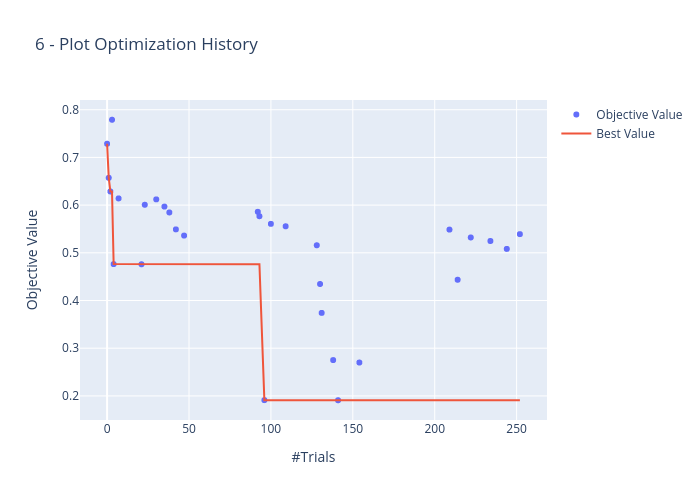 6 - Plot Optimization History
0.8
0.7
0.6
0.5
0.4
0.3
0.2
Objective Value
0
50
100
150
200
250
#Trials
Objective Value
Best Value